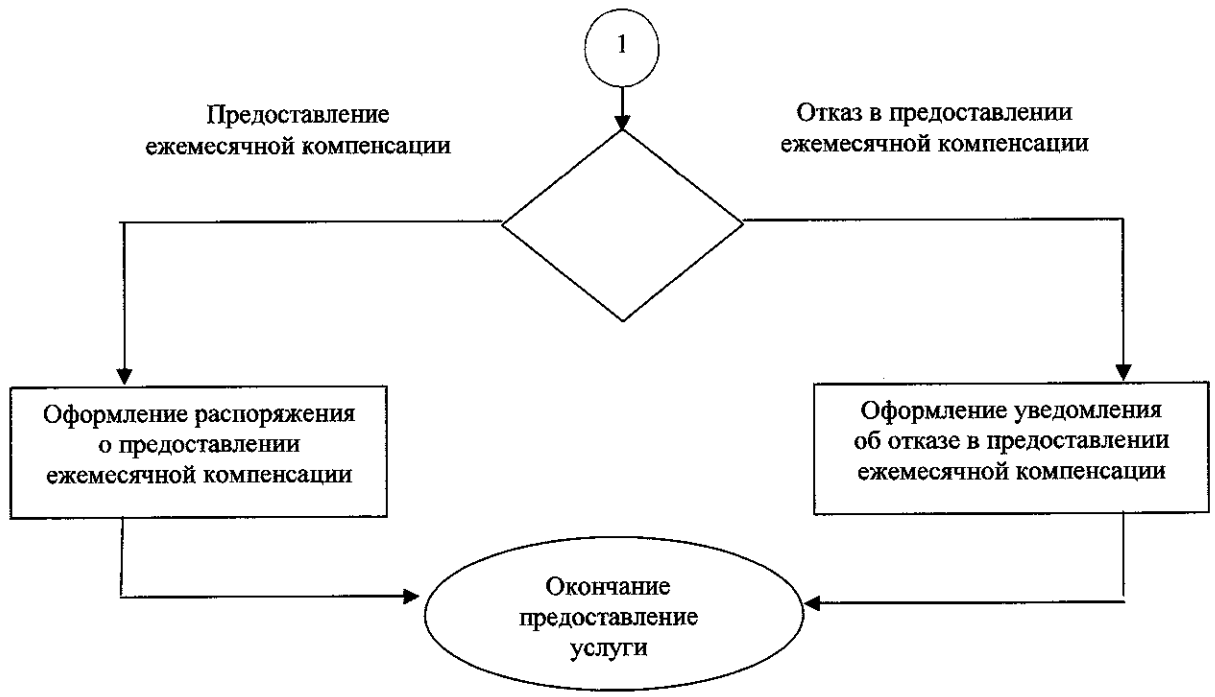 1
Предоставление
ежемесячной компенсации
Отказ в предоставлении
ежемесячной компенсации
Оформление распоряжения
о предоставлении
ежемесячной компенсации
Оформление уведомления
об отказе в предоставлении
ежемесячной компенсации
Окончание
предоставление
услуги